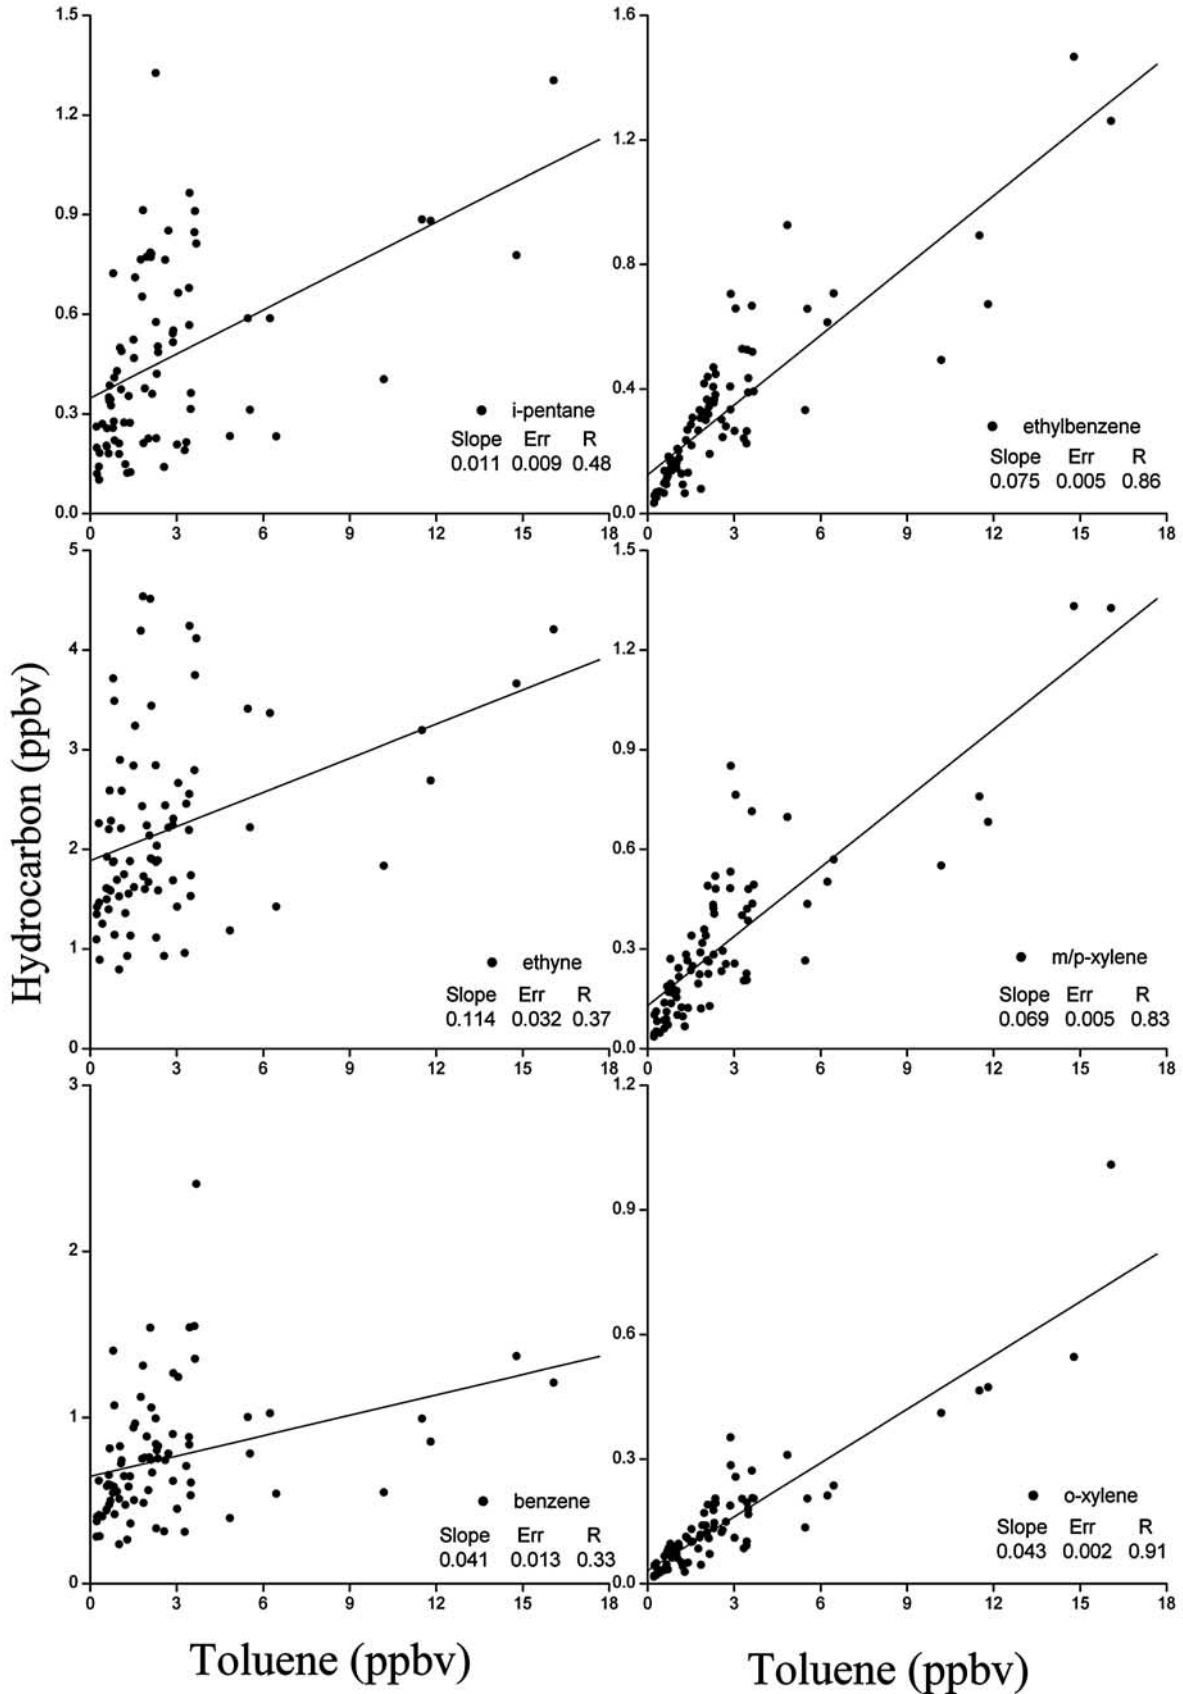 Hydrocarbon (ppbv)
1.5
1.2
0.9
0.6
0.3
0.0
0 3 6 9 12 15 18
i-pentane
Slope Err R
0.011 0.009 0.48
1.6
1.2
0.8
0.4
0.0
0 3 6 9 12 15 18
ethylbenzene
Slope Err R
0.075 0.005 0.86
5
4
3
2
1
0
0 3 6 9 12 15 18
ethyne
Slope Err R
0.114 0.032 0.37
1.5
1.2
0.9
0.6
0.3
0.0
0 3 6 9 12 15 18
m/p-xylene
Slope Err R
0.069 0.005 0.83
3
2
1
0
0 3 6 9 12 15 18
benzene
Slope Err R
0.041 0.013 0.33
1.2
0.9
0.6
0.3
0.0
0 3 6 9 12 15 18
o-xylene
Slope Err R
0.043 0.002 0.91
Toluene (ppbv)
Toluene (ppbv)